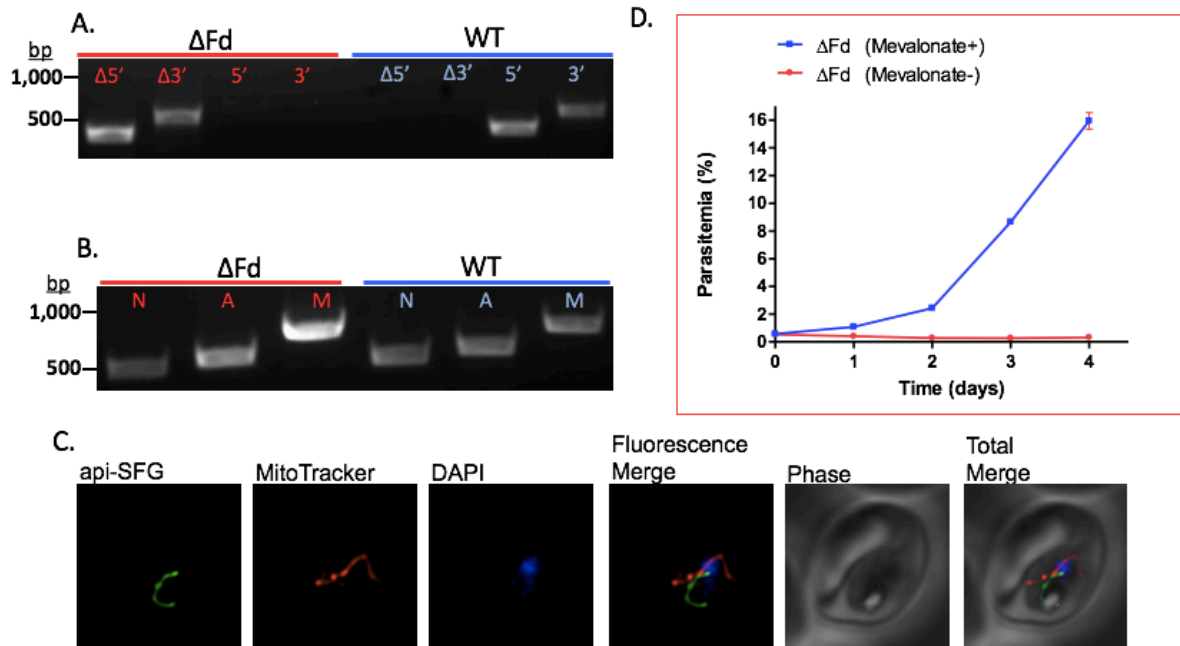 A.
ΔFd WT
bp
Δ5' Δ3' 5' 3' Δ5' Δ3' 5' 3'
1,000
500
B.
ΔFd WT
bp
N A M N A M
1,000
500
C.
api-SFG MitoTracker DAPI Fluorescence Merge Phase Total Merge
D.
ΔFd (Mevalonate+)
ΔFd (Mevalonate-)
Parasitemia (%)
16
14
12
10
8
6
4
2
0
0 1 2 3 4
Time (days)